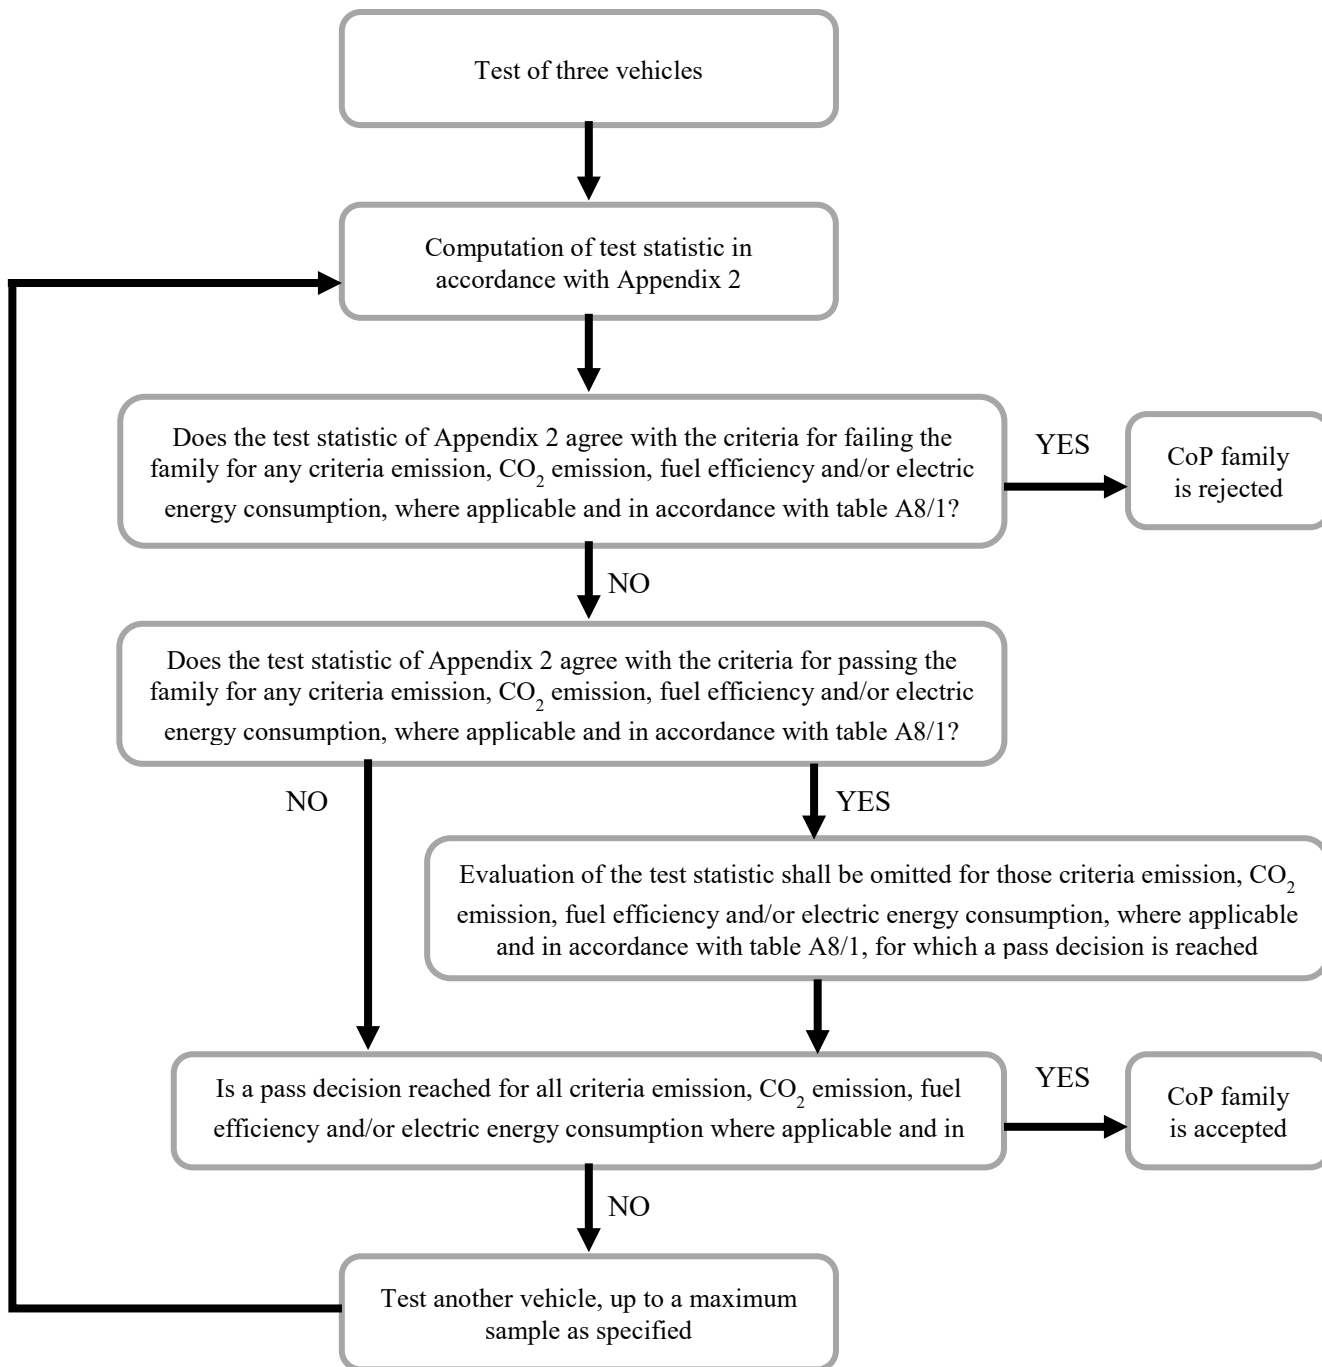 Test of three vehicles
Computation of test statistic in
accordance with Appendix 2
Does the test statistic of Appendix 2 agree with the criteria for failing the
family for any criteria emission, CO₂ emission, fuel efficiency and/or electric
energy consumption, where applicable and in accordance with table A8/1?
YES
CoP family
is rejected
NO
Does the test statistic of Appendix 2 agree with the criteria for passing the
family for any criteria emission, CO₂ emission, fuel efficiency and/or electric
energy consumption, where applicable and in accordance with table A8/1?
NO
YES
Evaluation of the test statistic shall be omitted for those criteria emission, CO₂
emission, fuel efficiency and/or electric energy consumption, where applicable
and in accordance with table A8/1, for which a pass decision is reached
Is a pass decision reached for all criteria emission, CO₂ emission, fuel
efficiency and/or electric energy consumption where applicable and in
YES
CoP family
is accepted
NO
Test another vehicle, up to a maximum
sample as specified